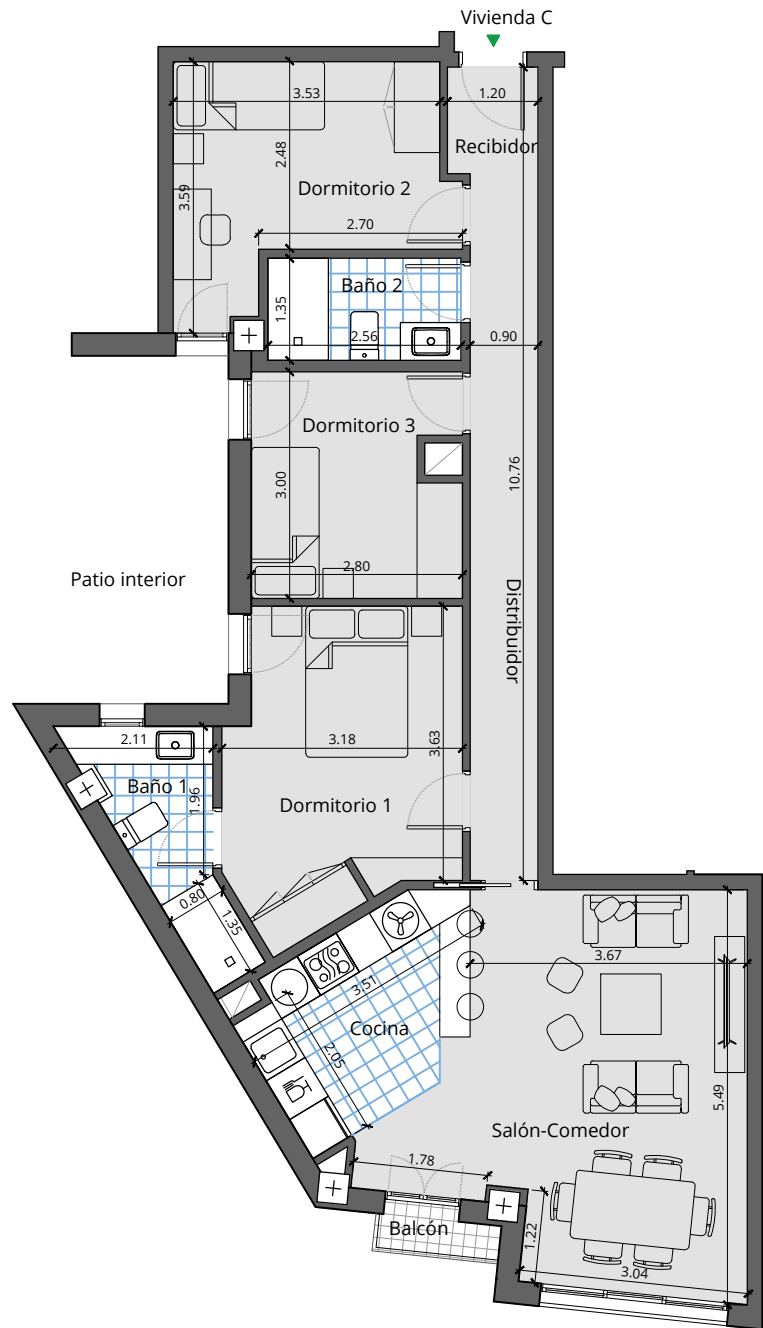 Vivienda C
3.53
1.20
Recibidor
2.48
Dormitorio 2
3.59
2.70
Baño 2
1.35
2.56
0.90
Dormitorio 3
10.76
3.00
2.80
Patio interior
Distribuidor
2.11
3.18
3.63
Baño 1
1.96
Dormitorio 1
0.80
1.35
3.67
3.51
Cocina
2.05
5.49
Salón-Comedor
1.78
Balcón
1.22
3.04